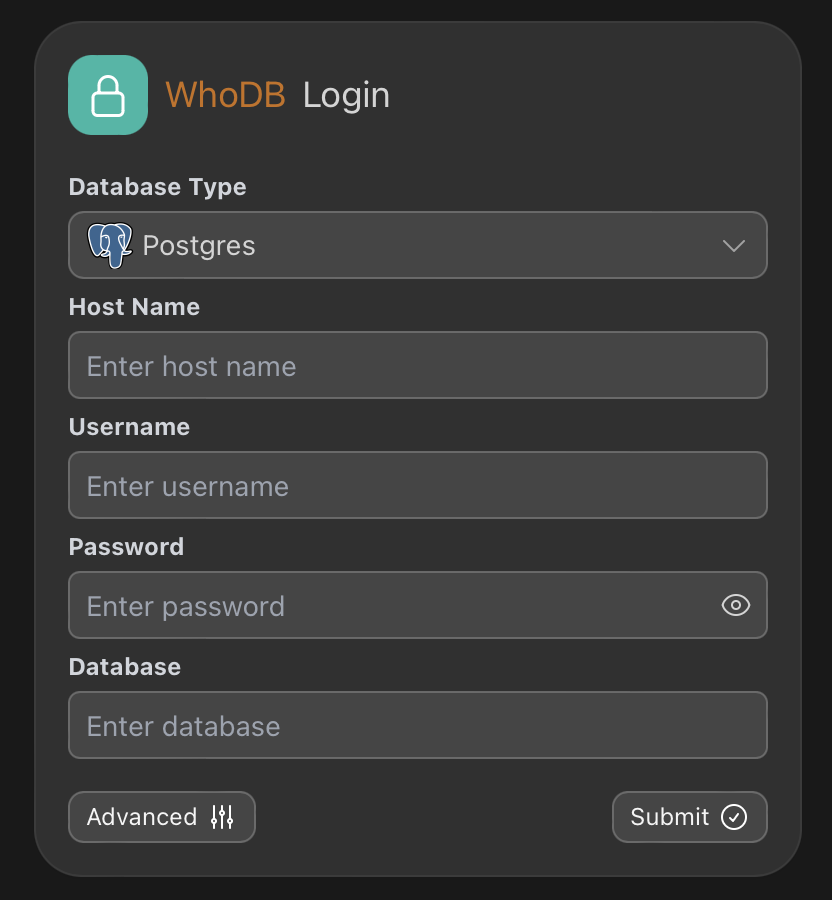 WhoDB Login
Database Type
Postgres
Host Name
Enter host name
Username
Enter username
Password
Enter password
Database
Enter database
Advanced
Submit